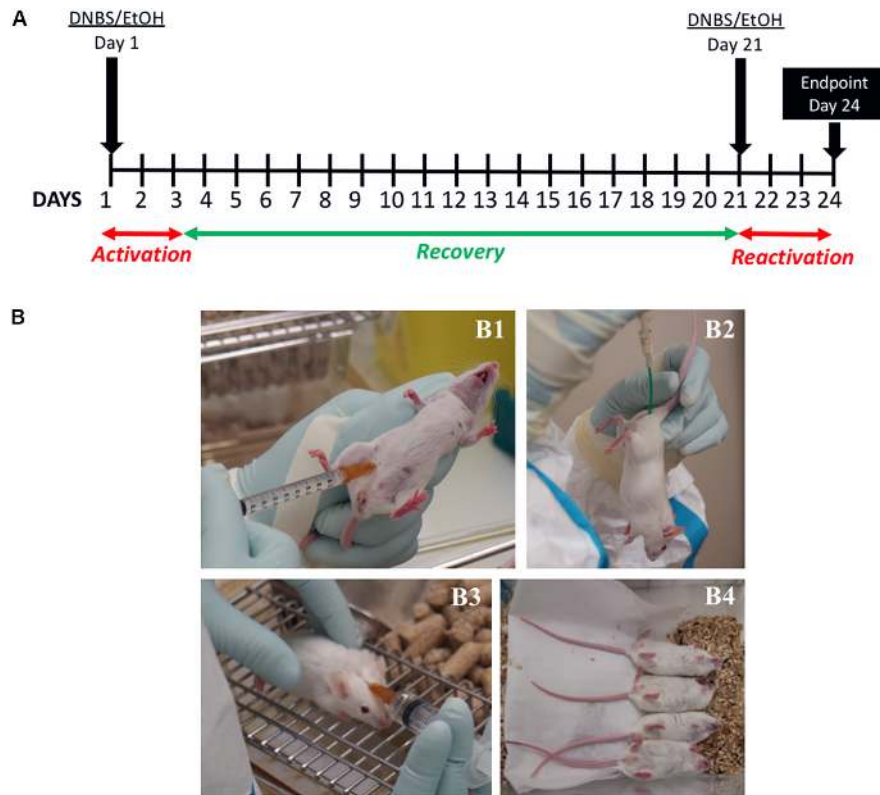 A
DNBS/EtOH
Day 1
DNBS/EtOH
Day 21
Endpoint
Day 24
DAYS 1 2 3 4 5 6 7 8 9 10 11 12 13 14 15 16 17 18 19 20 21 22 23 24
Activation
Recovery
Reactivation
B
B1
B2
B3
B4